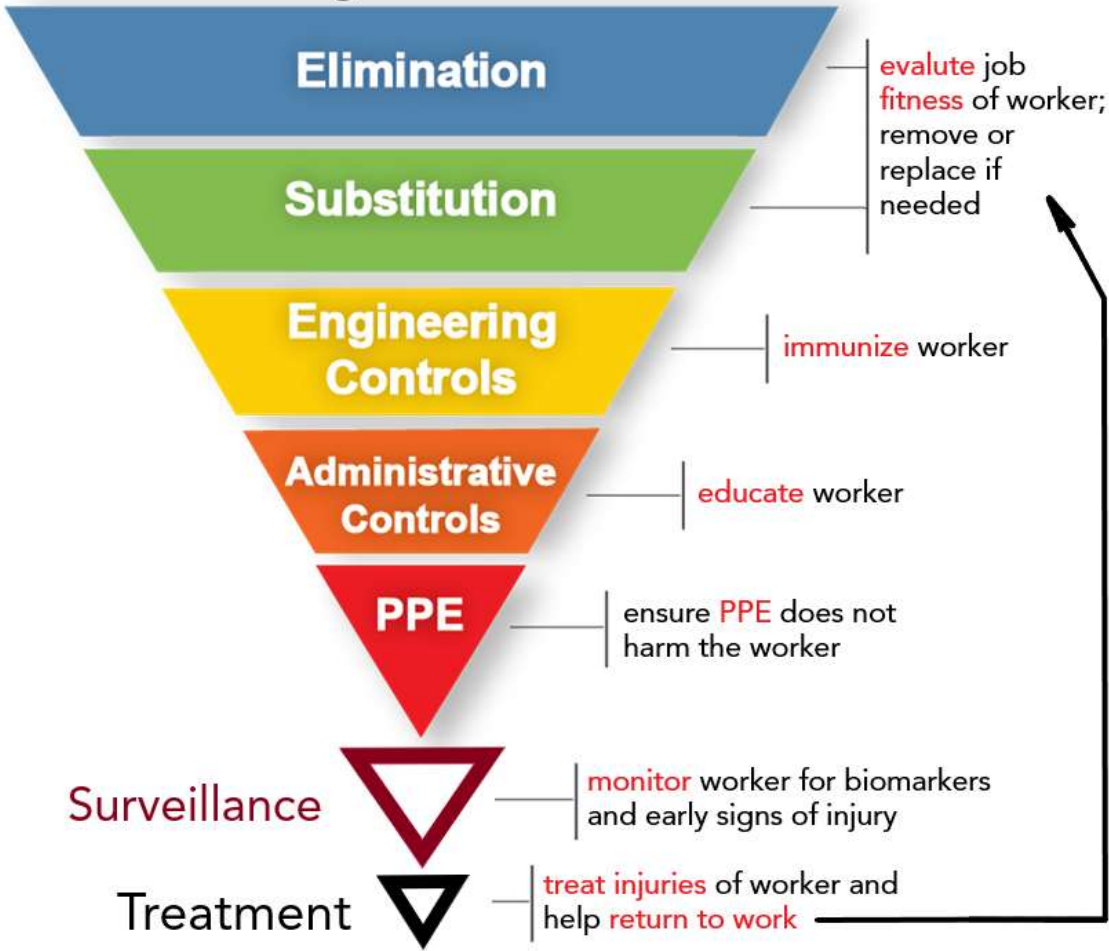 Elimination
evalute job
fitness of worker;
remove or
replace if
needed
Substitution
Engineering
Controls
immunize worker
Administrative
Controls
educate worker
PPE
ensure PPE does not
harm the worker
Surveillance
monitor worker for biomarkers
and early signs of injury
Treatment
treat injuries of worker and
help return to work